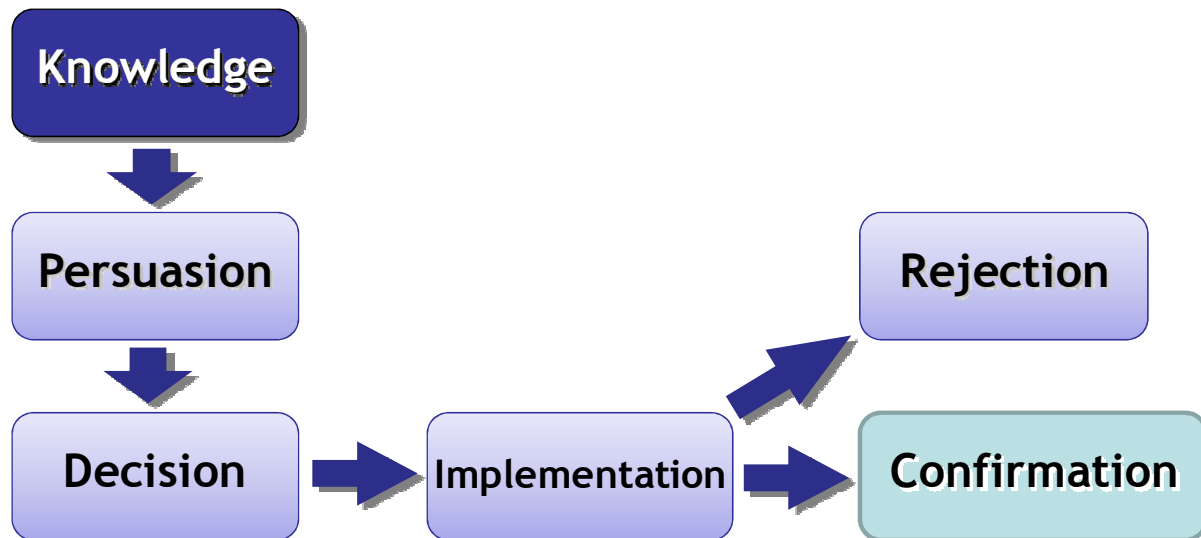 Knowledge
Persuasion
Rejection
Decision
Implementation
Confirmation